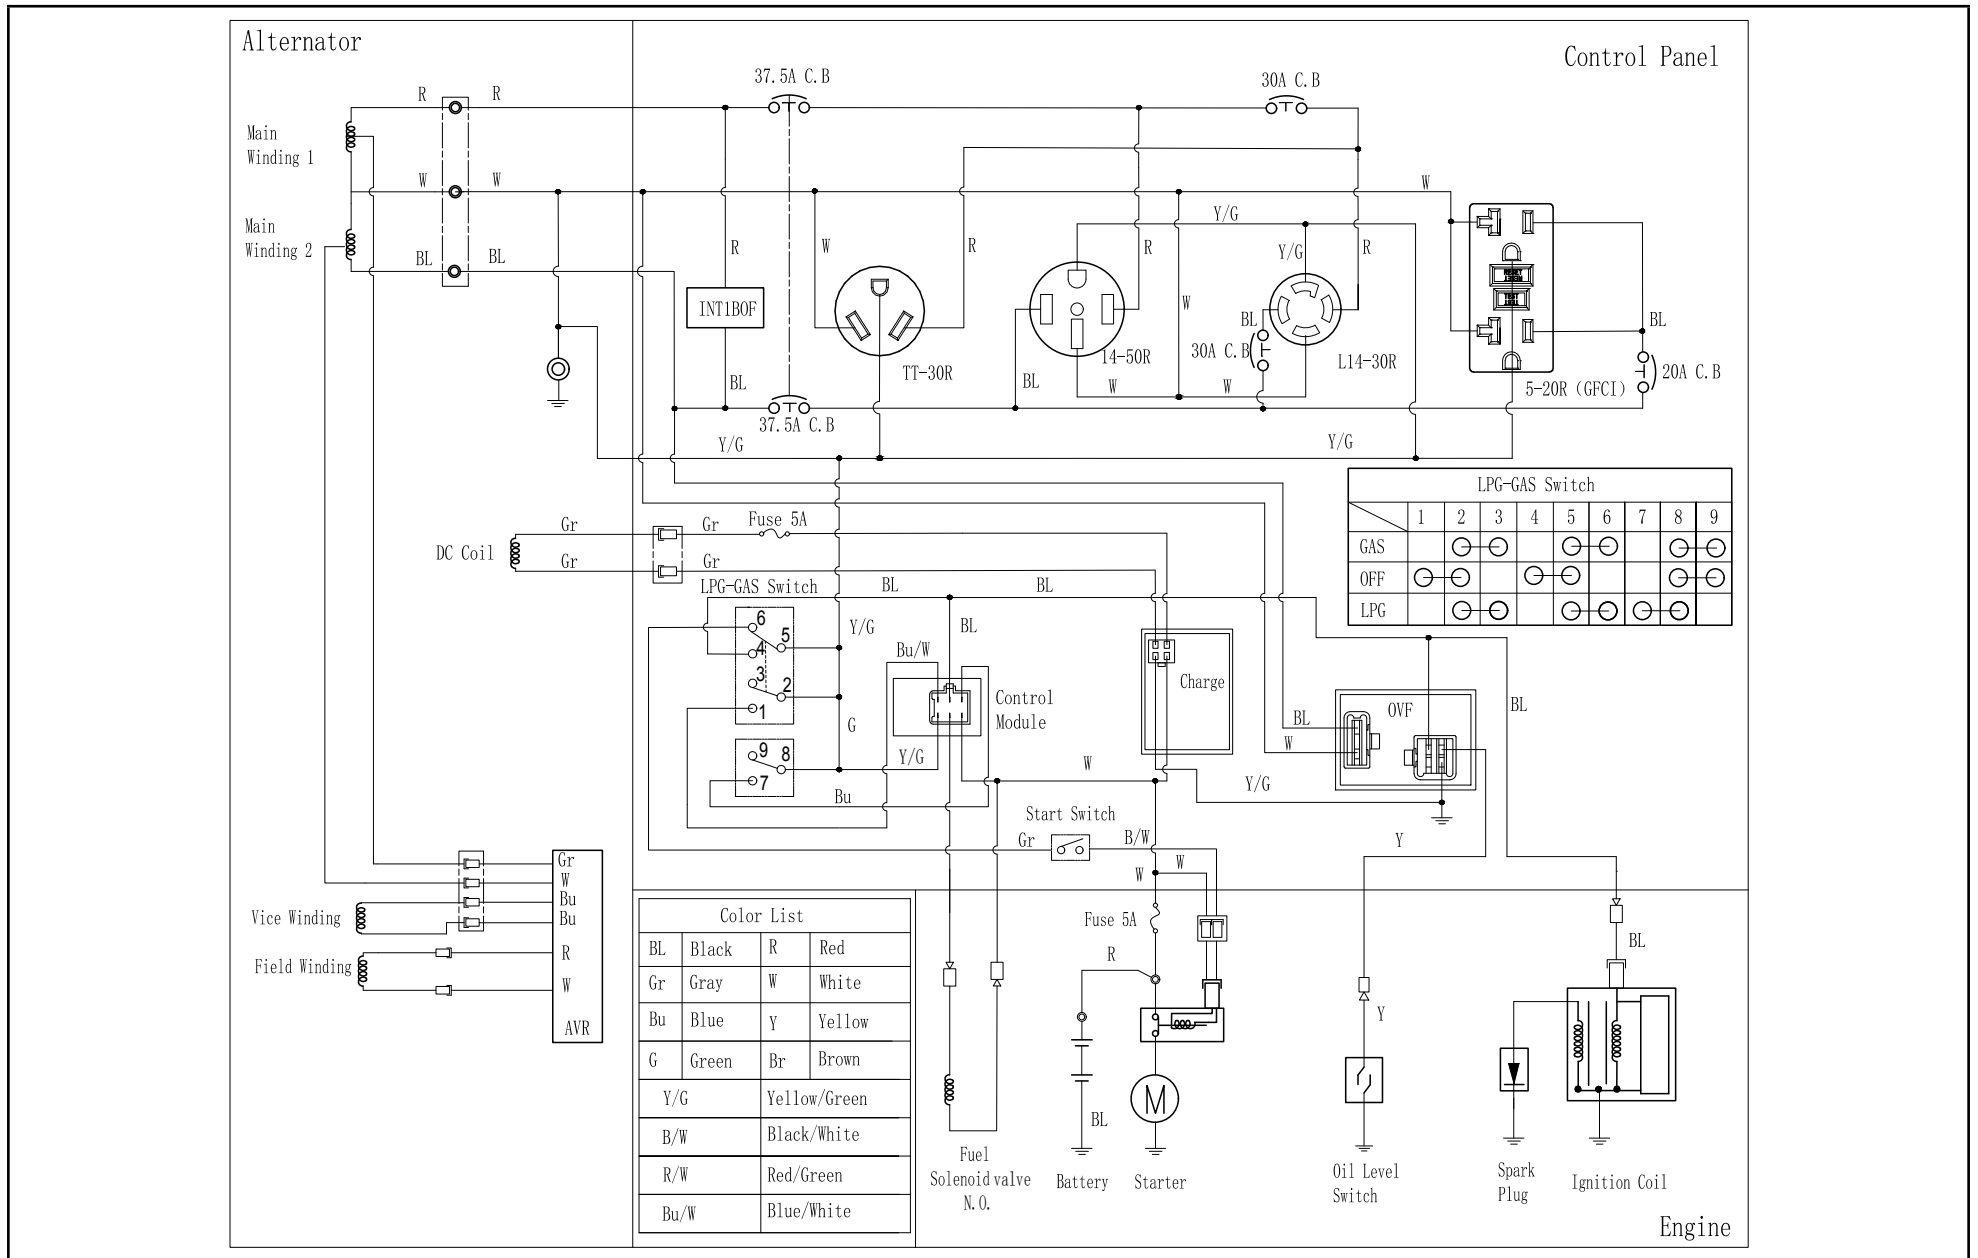 Alternator
Control Panel
37.5A C.B
30A C.B
R
R
Main
Winding 1
W
W
W
Main
Winding 2
Y/G
BL
BL
R
W
R
R
Y/G
R
W
INT1BOF
BL
BL
30A C.B
14-50R
L14-30R
TT-30R
RESET
TEST
20A C.B
5-20R (GFCI)
BL
BL
W
W
37.5A C.B
Y/G
Y/G
LPG-GAS Switch
1 2 3 4 5 6 7 8 9
GAS
OFF
LPG
Gr
Gr
Fuse 5A
DC Coil
Gr
Gr
LPG-GAS Switch
BL
BL
6
5
4
3
2
1
Y/G
BL
Bu/W
Control
Module
Charge
G
9
8
7
Y/G
Bu
W
OVF
BL
W
BL
Y/G
Start Switch
Gr
B/W
Y
W
W
Gr
W
Bu
Bu
R
W
AVR
Vice Winding
Field Winding
Color List
BL Black R Red
Gr Gray W White
Bu Blue Y Yellow
G Green Br Brown
Y/G Yellow/Green
B/W Black/White
R/W Red/Green
Bu/W Blue/White
Fuse 5A
R
BL
M
Y
BL
Fuel
Solenoid valve
N.O.
Battery
Starter
Oil Level
Switch
Spark
Plug
Ignition Coil
Engine